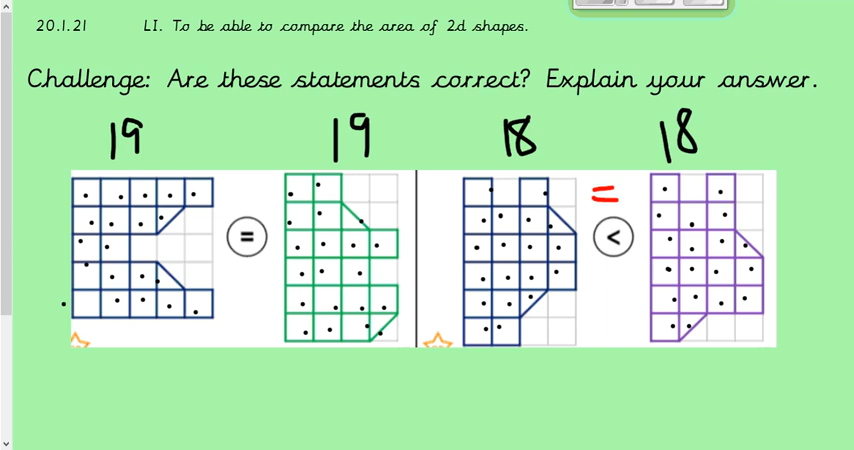 20.1.21 LI. To be able to compare the area of 2d shapes.
Challenge: Are these statements correct? Explain your answer.
19 19 18 18
=
= <